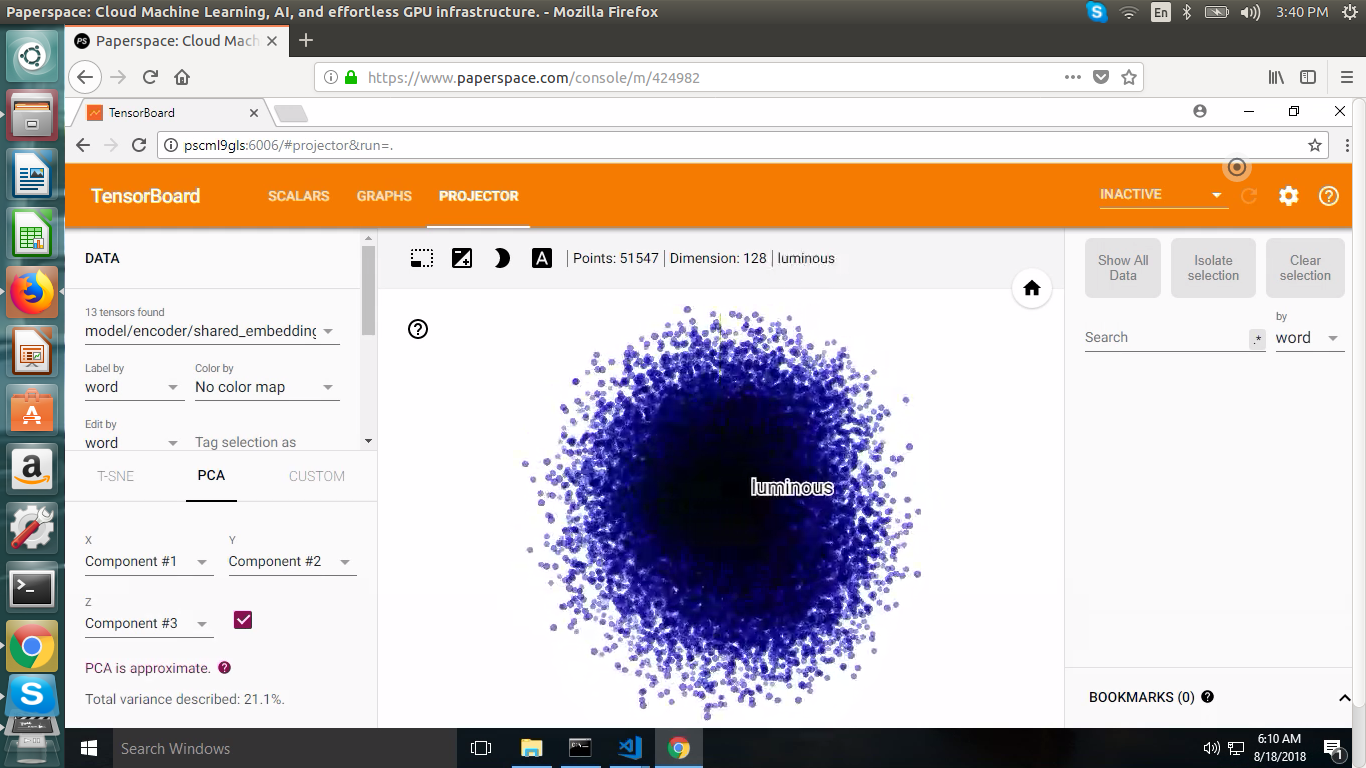 Paperspace: Cloud Machine Learning, AI, and effortless GPU infrastructure. - Mozilla Firefox
En
3:40 PM
PS
Paperspace: Cloud Mach
https://www.paperspace.com/console/m/424982
TensorBoard
pscml9gls:6006/#projector&run=.
TensorBoard
SCALARS
GRAPHS
PROJECTOR
INACTIVE
DATA
A
Points: 51547 | Dimension: 128 | luminous
Show All Data
Isolate selection
Clear selection
13 tensors found
model/encoder/shared_embedding
by
Search
.*
word
Label by
word
Color by
No color map
Edit by
word
Tag selection as
T-SNE
PCA
CUSTOM
luminous
X
Component #1
Y
Component #2
Z
Component #3
PCA is approximate.
Total variance described: 21.1%.
BOOKMARKS (0)
Search Windows
6:10 AM
8/18/2018
1